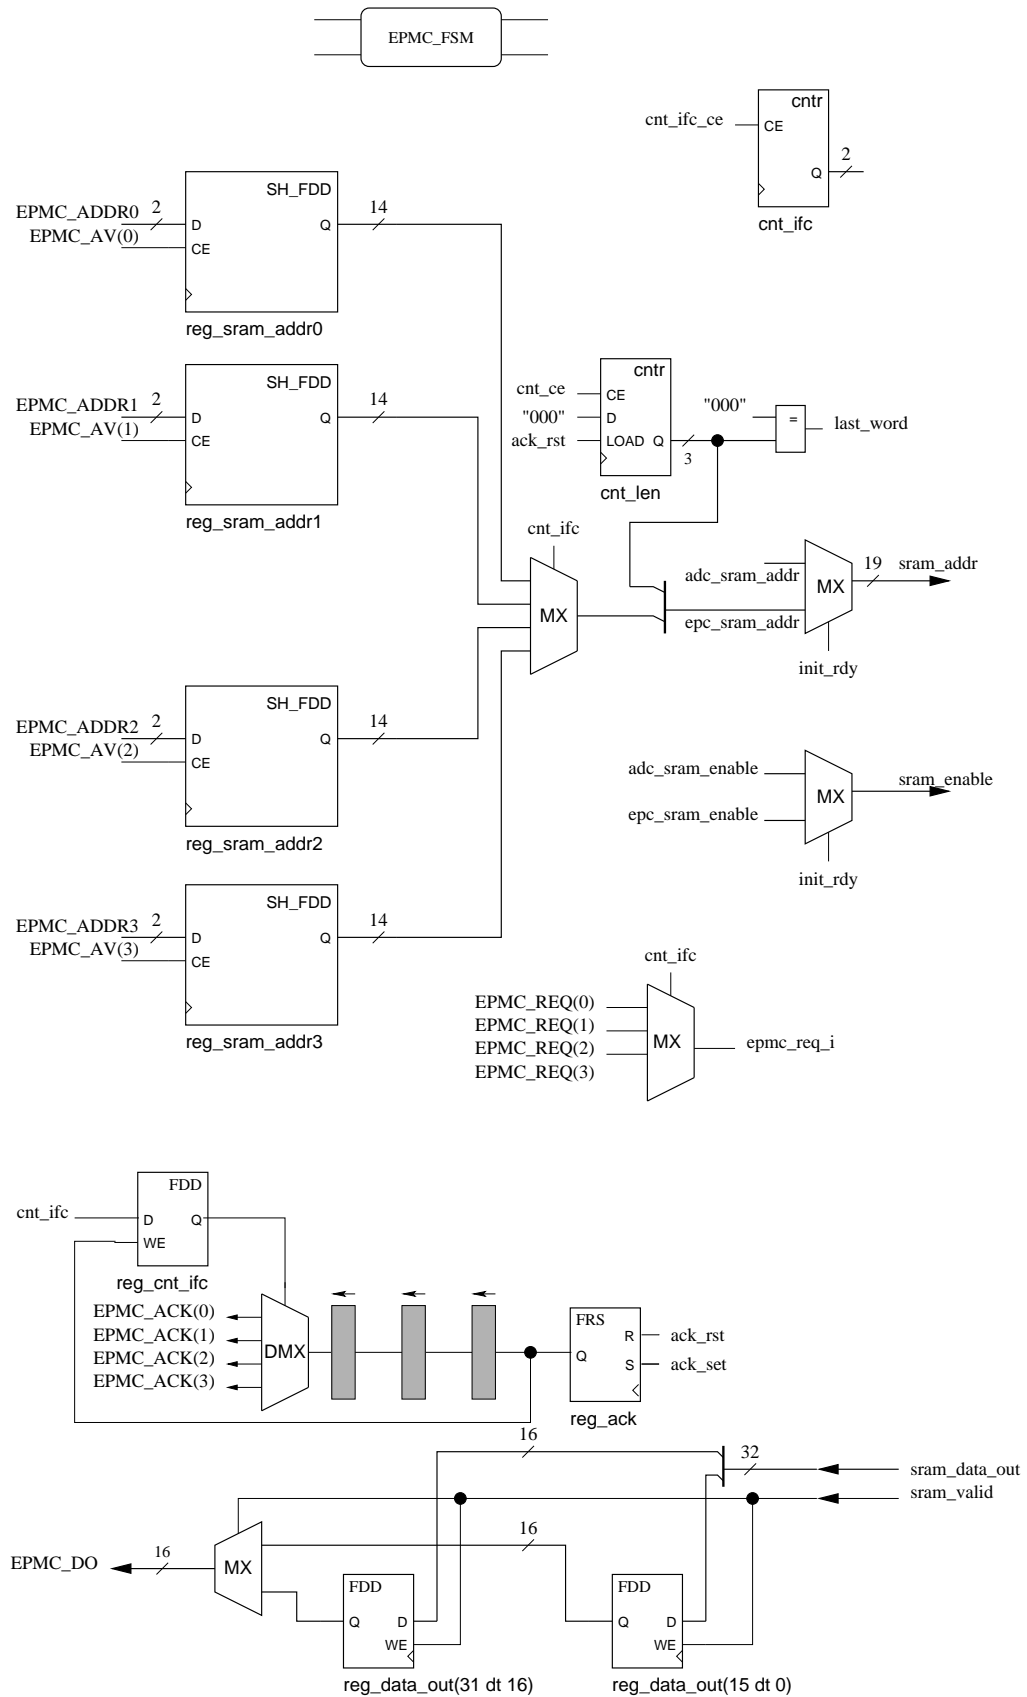 EPMC_FSM
cntr
cnt_ifc_ce
CE
2
Q
cnt_ifc
SH_FDD
EPMC_ADDR0
2
D
Q
14
EPMC_AV(0)
CE
reg_sram_addr0
SH_FDD
EPMC_ADDR1
2
D
Q
14
EPMC_AV(1)
CE
reg_sram_addr1
cntr
cnt_ce
CE
"000"
D
ack_rst
LOAD
Q
3
cnt_len
"000"
=
last_word
cnt_ifc
MX
adc_sram_addr
epc_sram_addr
MX
19
sram_addr
init_rdy
SH_FDD
EPMC_ADDR2
2
D
Q
14
EPMC_AV(2)
CE
reg_sram_addr2
adc_sram_enable
epc_sram_enable
MX
sram_enable
init_rdy
SH_FDD
EPMC_ADDR3
2
D
Q
14
EPMC_AV(3)
CE
reg_sram_addr3
cnt_ifc
EPMC_REQ(0)
EPMC_REQ(1)
EPMC_REQ(2)
EPMC_REQ(3)
MX
epmc_req_i
FDD
cnt_ifc
D
Q
WE
reg_cnt_ifc
EPMC_ACK(0)
EPMC_ACK(1)
EPMC_ACK(2)
EPMC_ACK(3)
DMX
FRS
R
ack_rst
Q
S
ack_set
reg_ack
16
32
sram_data_out
sram_valid
16
EPMC_DO
16
MX
FDD
Q
D
WE
reg_data_out(31 dt 16)
FDD
Q
D
WE
reg_data_out(15 dt 0)